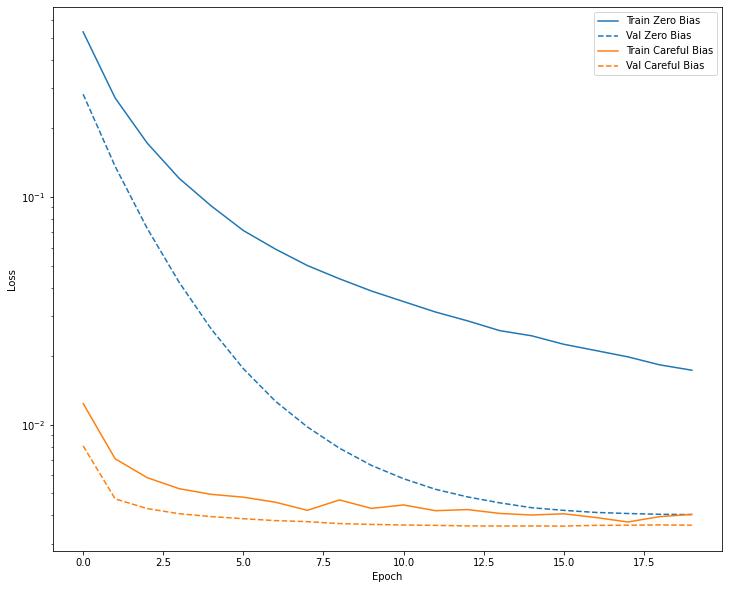 Train Zero Bias
Val Zero Bias
Train Careful Bias
Val Careful Bias
10⁻¹
10⁻²
Loss
0.0 2.5 5.0 7.5 10.0 12.5 15.0 17.5
Epoch